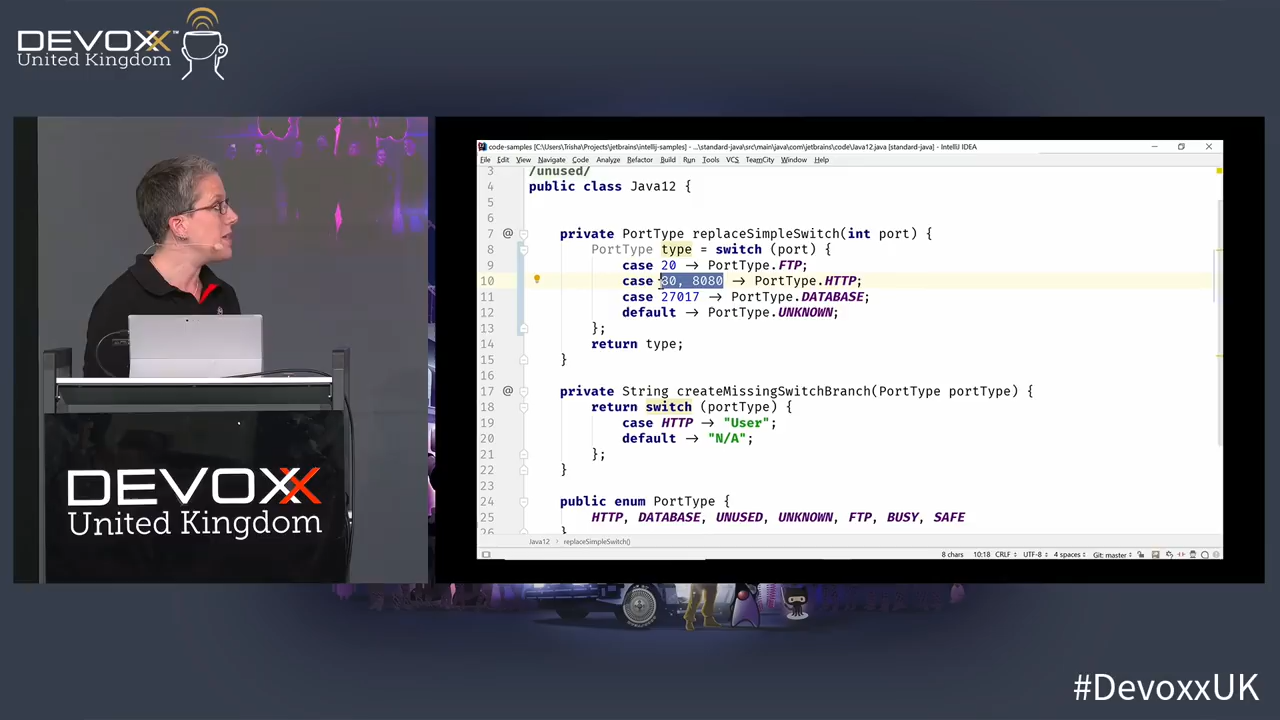 DEVOXX™
United Kingdom
code-samples [C:\Users\Trisha\Projects\jetbrains\intellij-samples] - ...\standard-java\src\main\java\com\jetbrains\code\Java12.java [standard-java] - IntelliJ IDEA
File Edit View Navigate Code Analyze Refactor Build Run Tools VCS TeamCity Window Help
3 /unused/
4 public class Java12 {
5
6
7 @ private PortType replaceSimpleSwitch(int port) {
8 PortType type = switch (port) {
9 case 20 -> PortType.FTP;
10 case 80, 8080 -> PortType.HTTP;
11 case 27017 -> PortType.DATABASE;
12 default -> PortType.UNKNOWN;
13 };
14 return type;
15 }
16
17 @ private String createMissingSwitchBranch(PortType portType) {
18 return switch (portType) {
19 case HTTP -> "User";
20 default -> "N/A";
21 };
22 }
23
24 public enum PortType {
25 HTTP, DATABASE, UNUSED, UNKNOWN, FTP, BUSY, SAFE
26 }
Java12 > replaceSimpleSwitch()
8 chars 10:18 CRLF UTF-8 4 spaces Git: master
DEVOXX
United Kingdom
#DevoxxUK